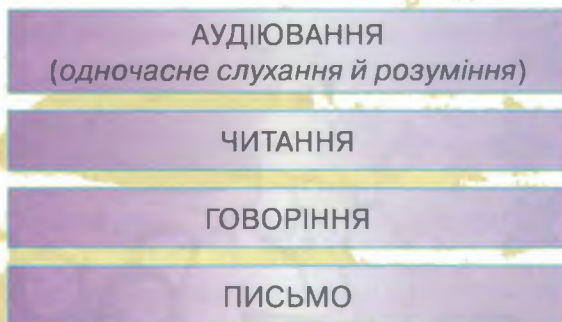 АУДІЮВАННЯ
(одночасне слухання й розуміння)
ЧИТАННЯ
ГОВОРІННЯ
ПИСЬМО